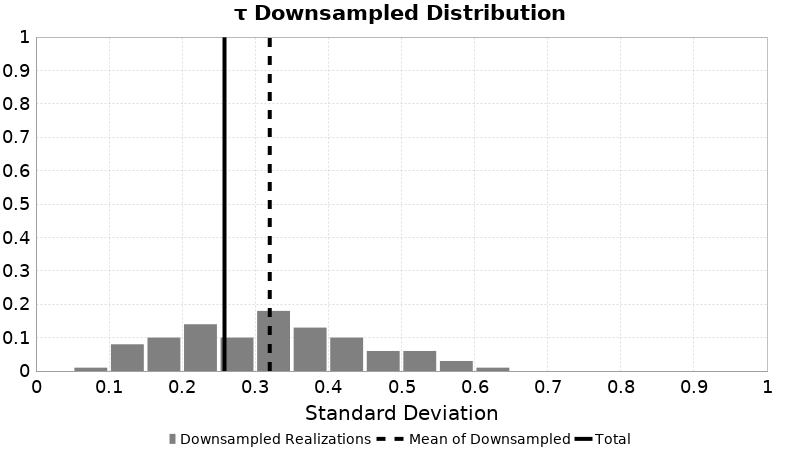 τ Downsampled Distribution
1
0.9
0.8
0.7
0.6
0.5
0.4
0.3
0.2
0.1
0
0 0.1 0.2 0.3 0.4 0.5 0.6 0.7 0.8 0.9 1
Standard Deviation
Downsampled Realizations Mean of Downsampled Total